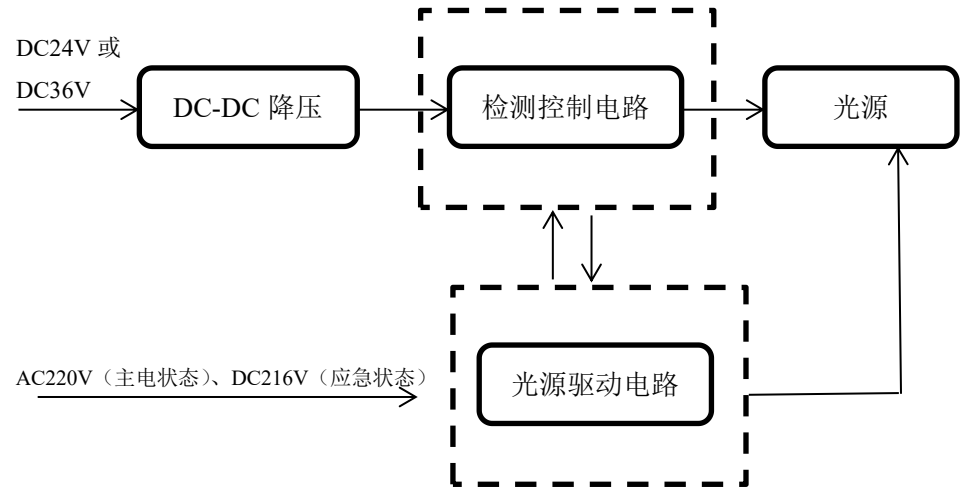 DC24V 或
DC36V
DC-DC 降压
检测控制电路
光源
AC220V（主电状态）、DC216V（应急状态）
光源驱动电路